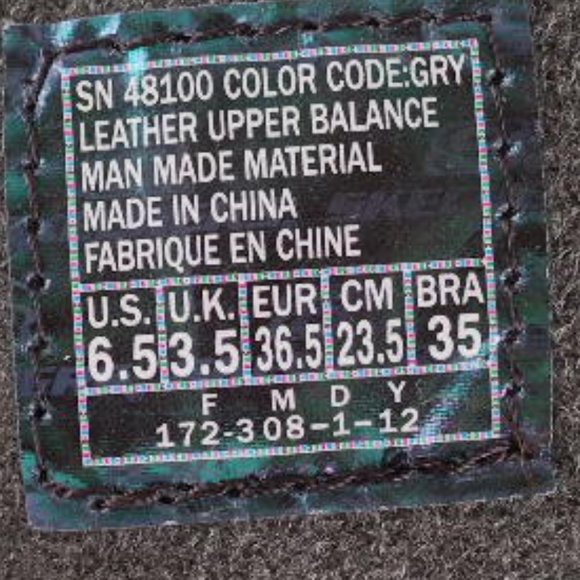 SN 48100 COLOR CODE:GRY
LEATHER UPPER BALANCE
MAN MADE MATERIAL
MADE IN CHINA
FABRIQUE EN CHINE
U.S. U.K. EUR CM BRA
6.5 3.5 36.5 23.5 35
F M D Y
172-308-1-12